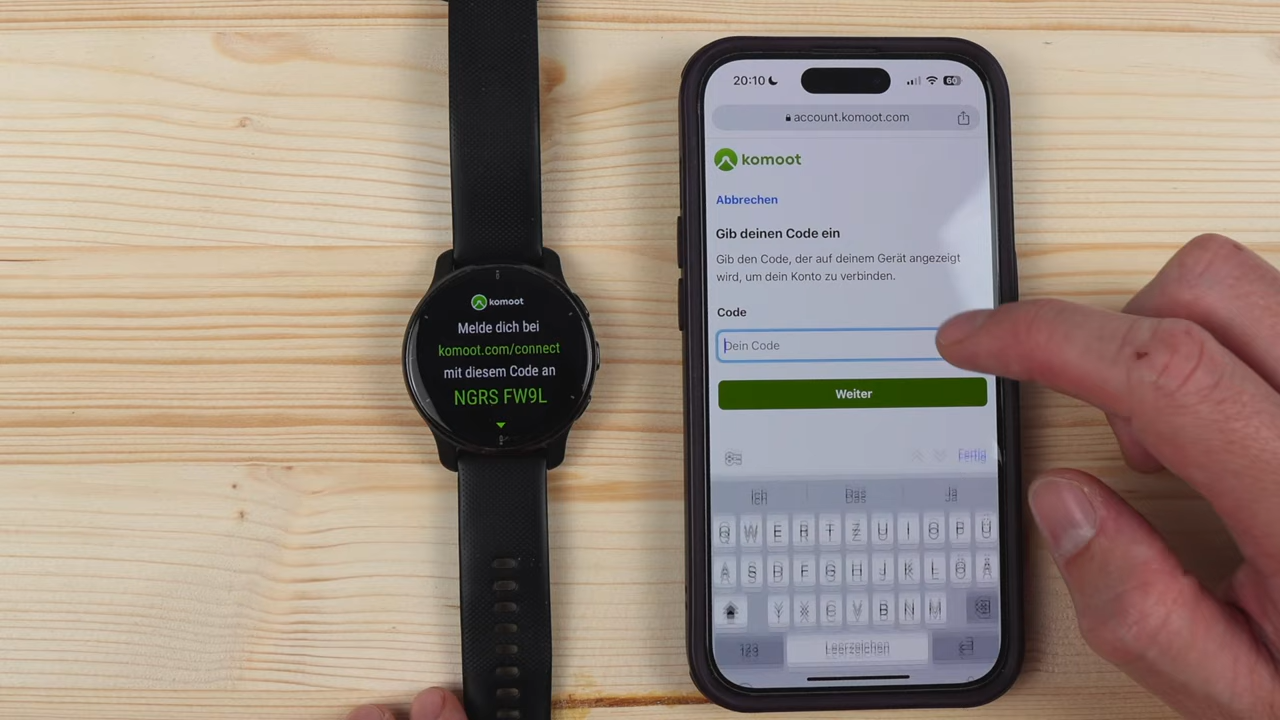 komoot
Melde dich bei
komoot.com/connect
mit diesem Code an
NGRS FW9L
20:10
60
account.komoot.com
komoot
Abbrechen
Gib deinen Code ein
Gib den Code, der auf deinem Gerät angezeigt
wird, um dein Konto zu verbinden.
Code
Dein Code
Weiter
Fertig
Ich Das Ja
Q W E R T Z U I O P Ü
A S D F G H J K L Ö Ä
Y X C V B N M
123 Leerzeichen